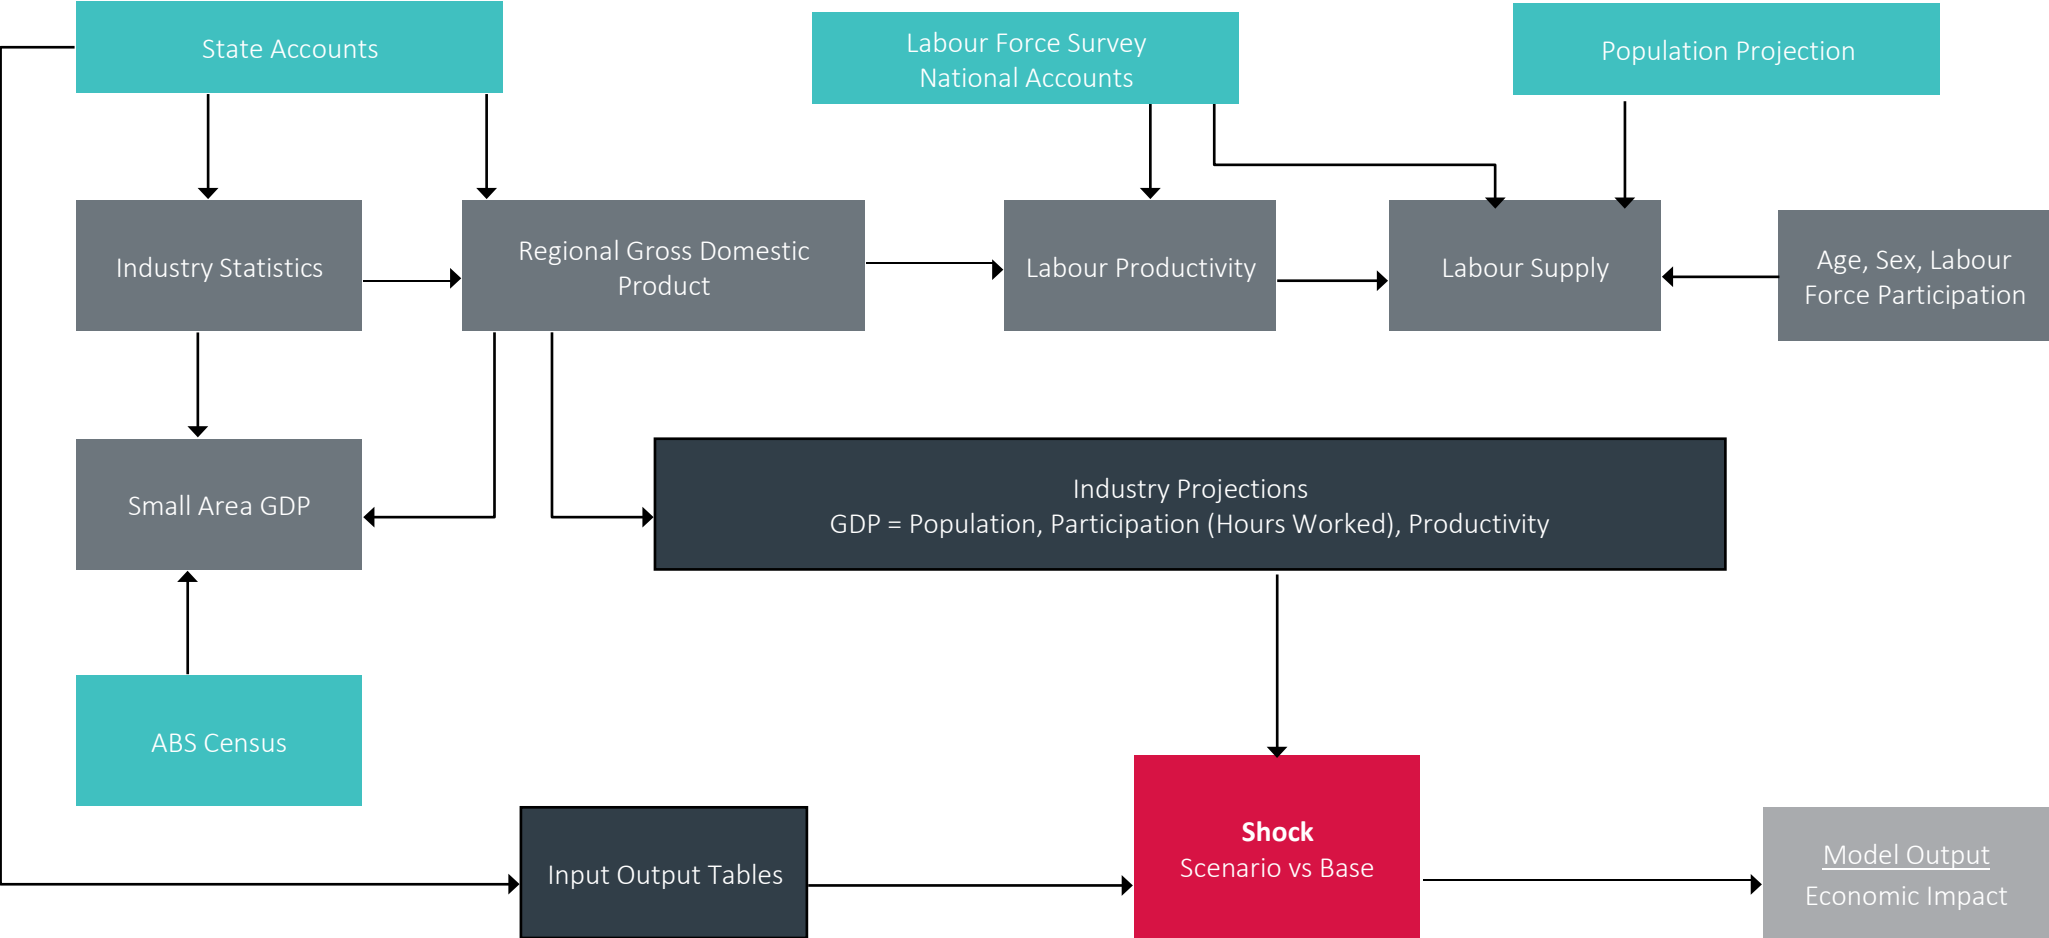 State Accounts
Labour Force Survey
National Accounts
Population Projection
Industry Statistics
Regional Gross Domestic
Product
Labour Productivity
Labour Supply
Age, Sex, Labour
Force Participation
Small Area GDP
Industry Projections
GDP = Population, Participation (Hours Worked), Productivity
ABS Census
Input Output Tables
Shock
Scenario vs Base
Model Output
Economic Impact